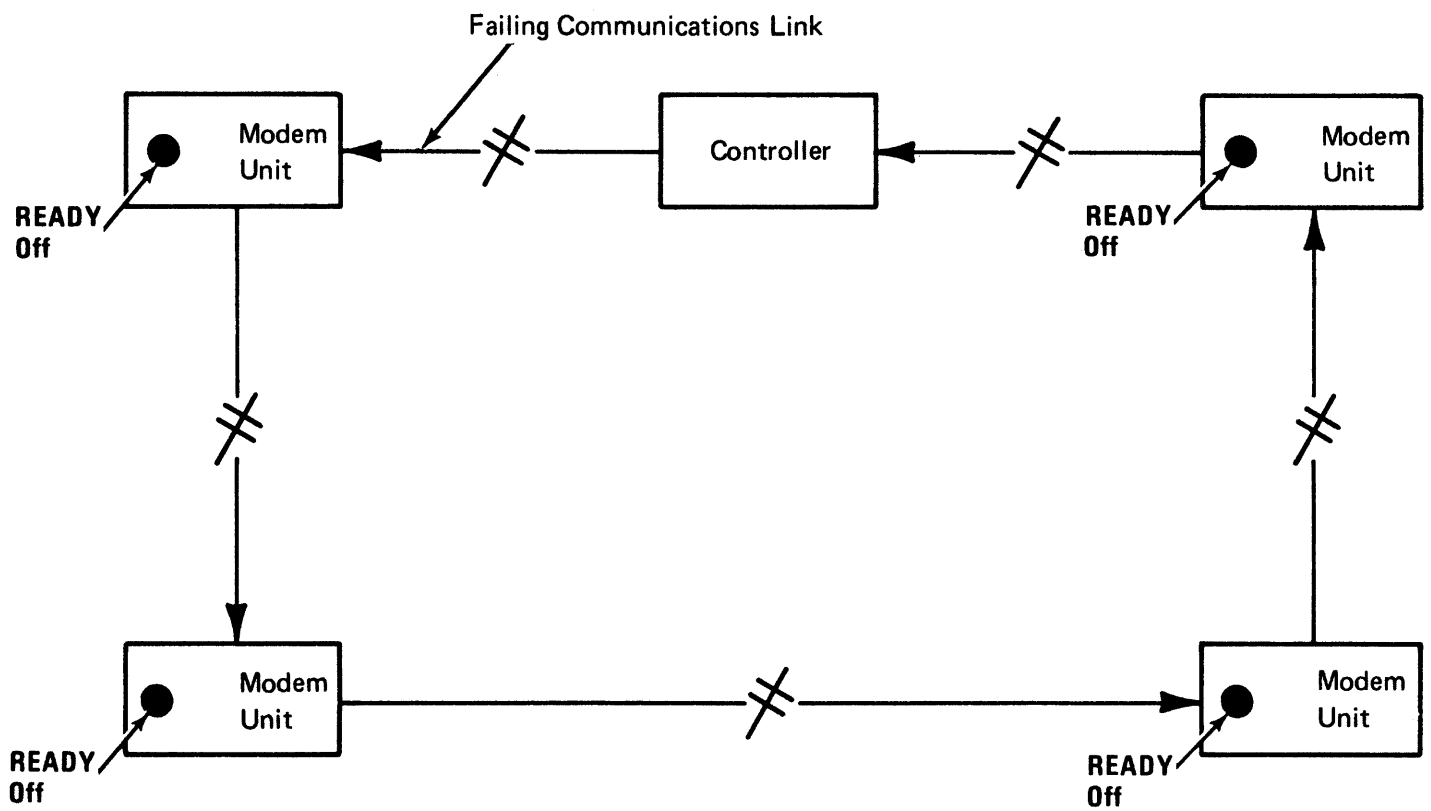 Failing Communications Link
Modem
Unit
READY
Off
Controller
Modem
Unit
READY
Off
Modem
Unit
READY
Off
Modem
Unit
READY
Off